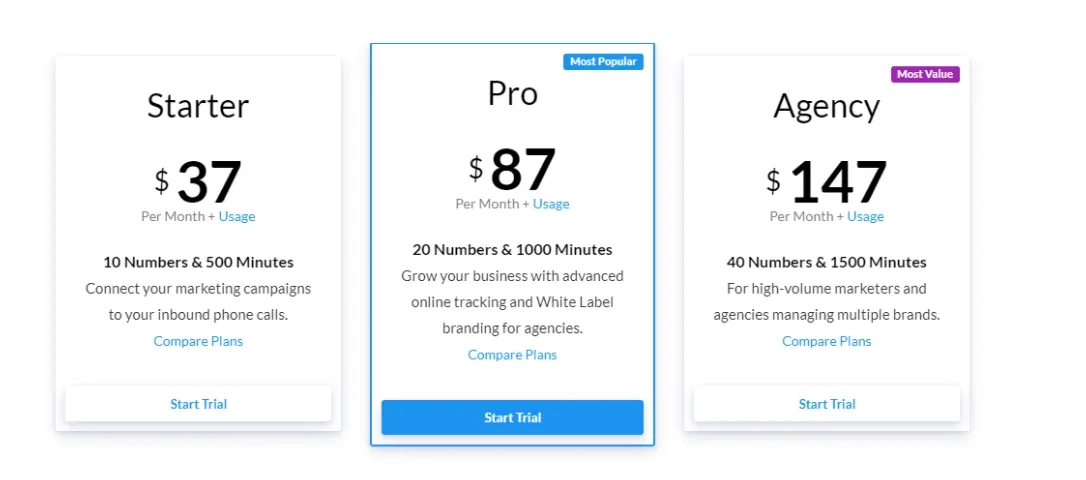 Starter
$ 37
Per Month + Usage
10 Numbers & 500 Minutes
Connect your marketing campaigns
to your inbound phone calls.
Compare Plans
Start Trial
Most Popular
Pro
$ 87
Per Month + Usage
20 Numbers & 1000 Minutes
Grow your business with advanced
online tracking and White Label
branding for agencies.
Compare Plans
Start Trial
Most Value
Agency
$ 147
Per Month + Usage
40 Numbers & 1500 Minutes
For high-volume marketers and
agencies managing multiple brands.
Compare Plans
Start Trial